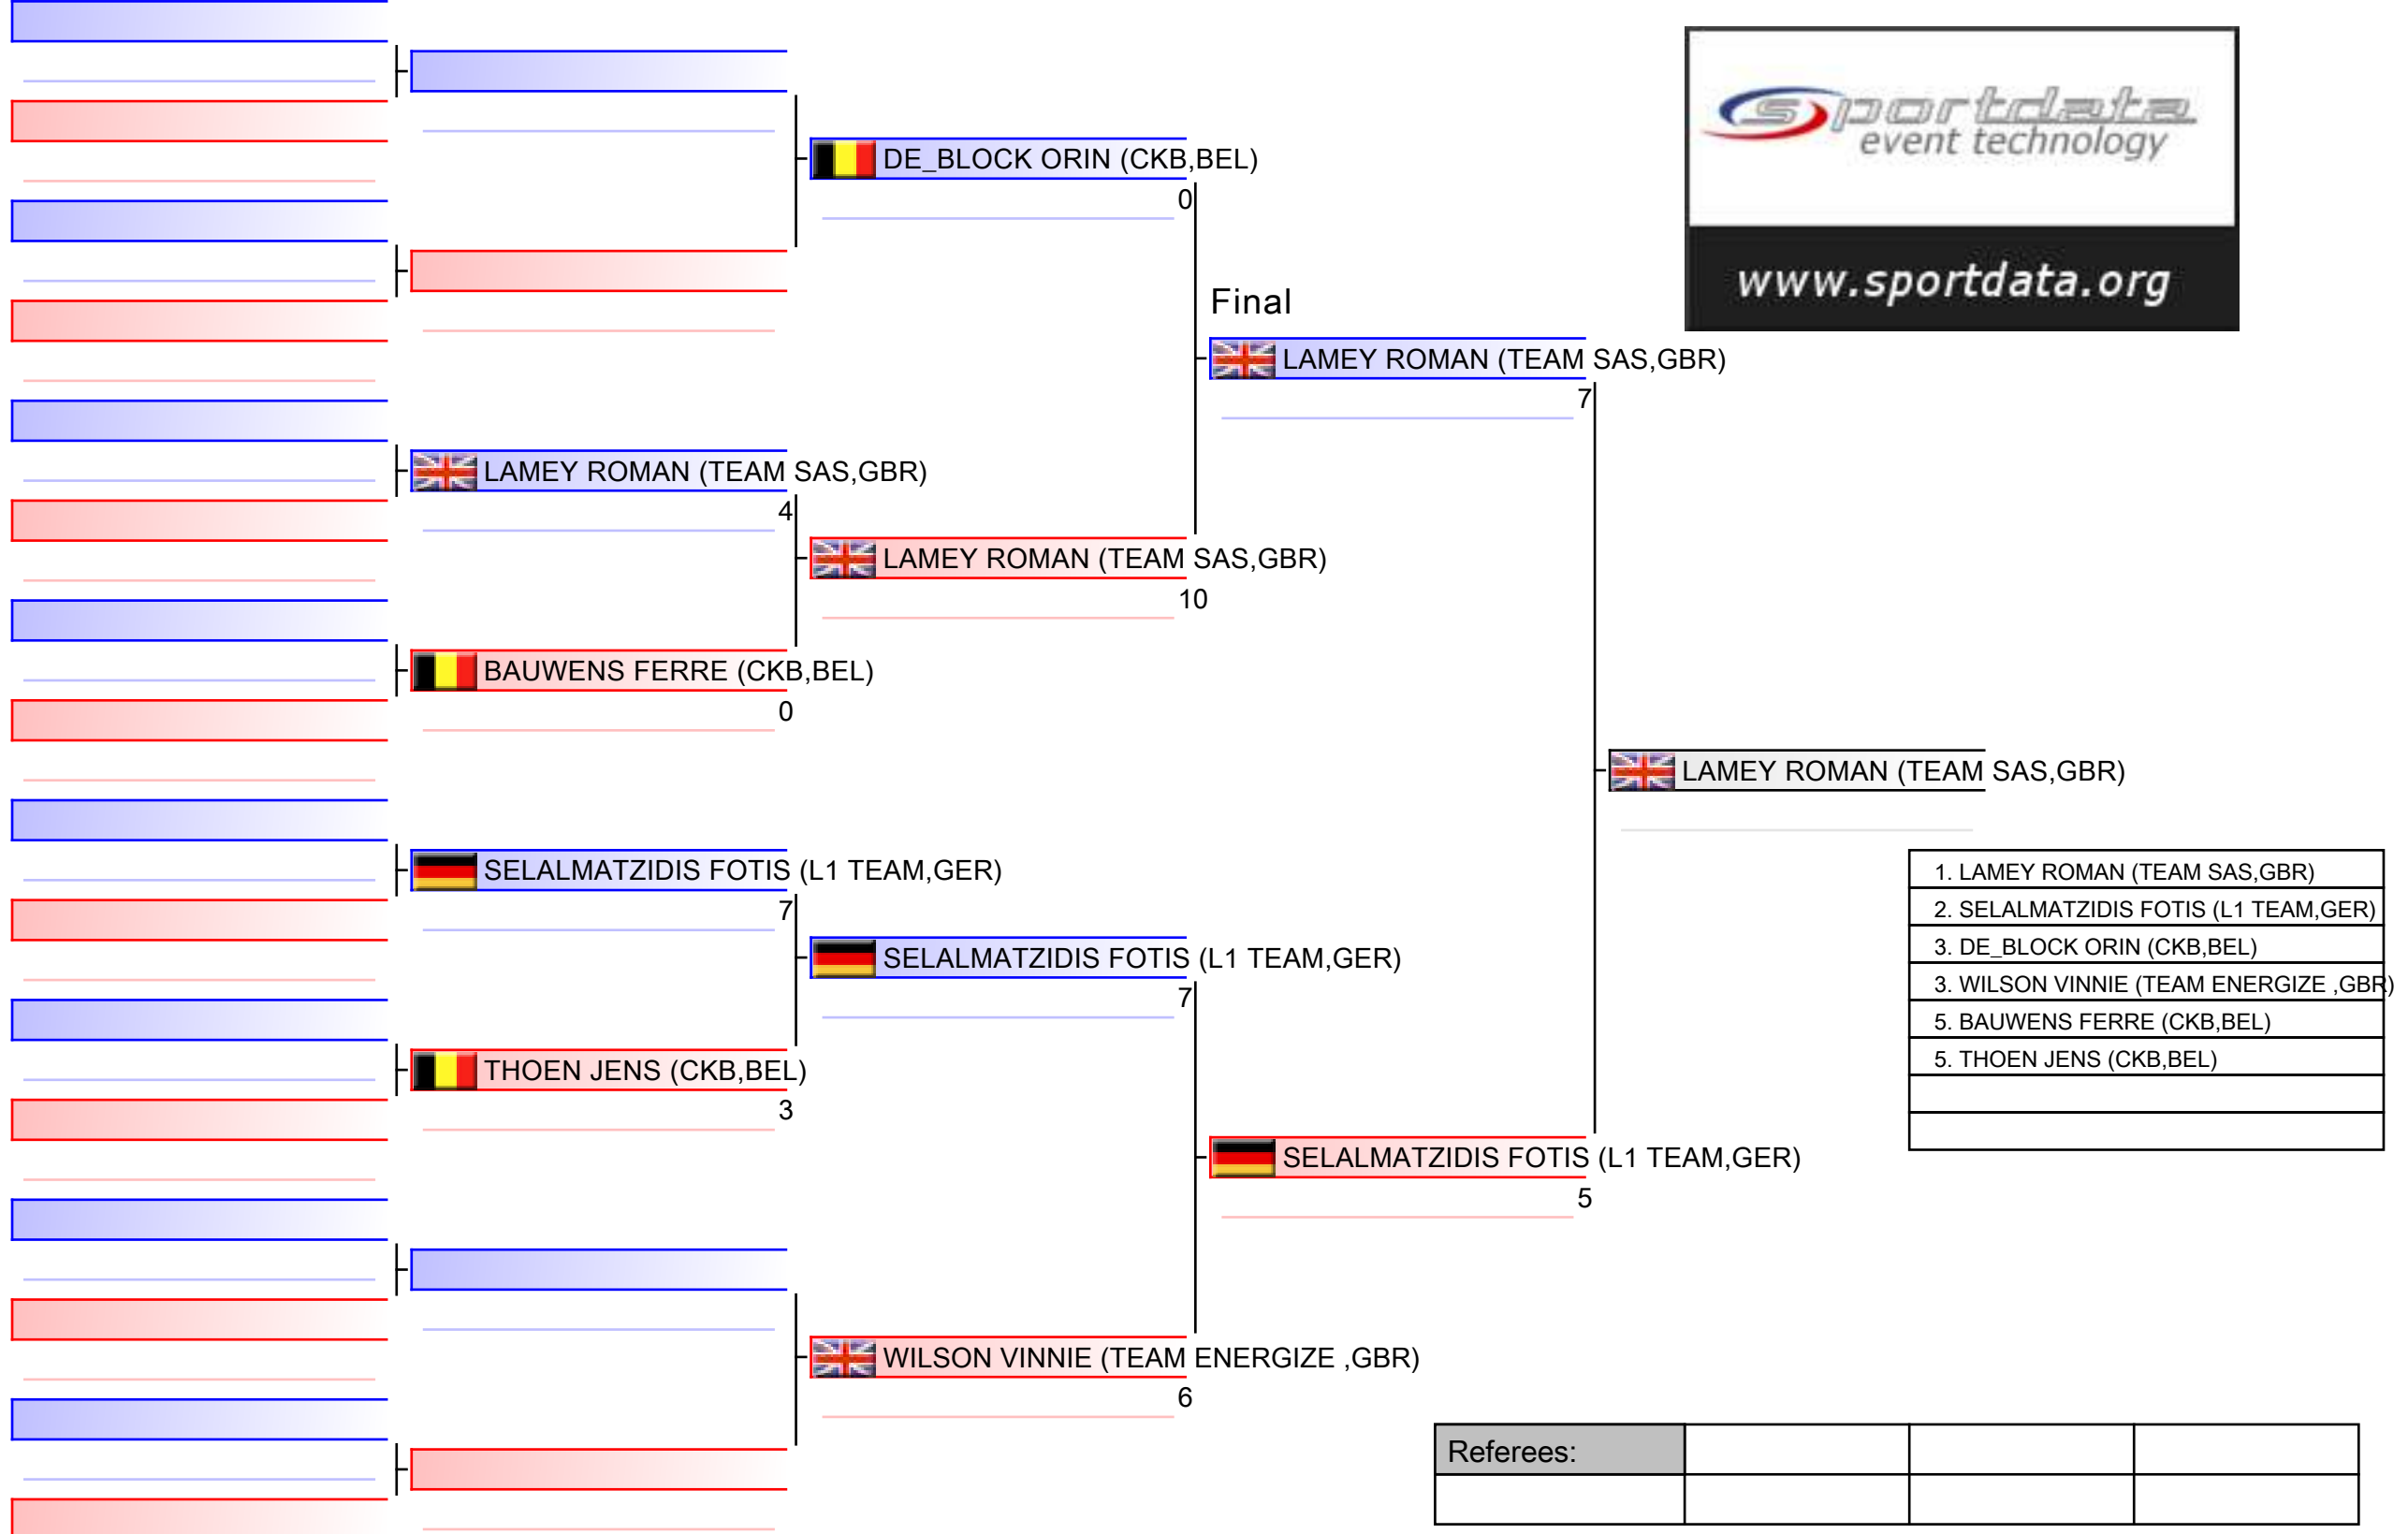 sportdata
event technology
www.sportdata.org
DE_BLOCK ORIN (CKB,BEL)
0
Final
LAMEY ROMAN (TEAM SAS,GBR)
7
LAMEY ROMAN (TEAM SAS,GBR)
4
LAMEY ROMAN (TEAM SAS,GBR)
10
BAUWENS FERRE (CKB,BEL)
0
LAMEY ROMAN (TEAM SAS,GBR)
SELALMATZIDIS FOTIS (L1 TEAM,GER)
7
SELALMATZIDIS FOTIS (L1 TEAM,GER)
7
THOEN JENS (CKB,BEL)
3
SELALMATZIDIS FOTIS (L1 TEAM,GER)
5
WILSON VINNIE (TEAM ENERGIZE ,GBR)
6
1. LAMEY ROMAN (TEAM SAS,GBR)
2. SELALMATZIDIS FOTIS (L1 TEAM,GER)
3. DE_BLOCK ORIN (CKB,BEL)
3. WILSON VINNIE (TEAM ENERGIZE ,GBR)
5. BAUWENS FERRE (CKB,BEL)
5. THOEN JENS (CKB,BEL)
Referees: